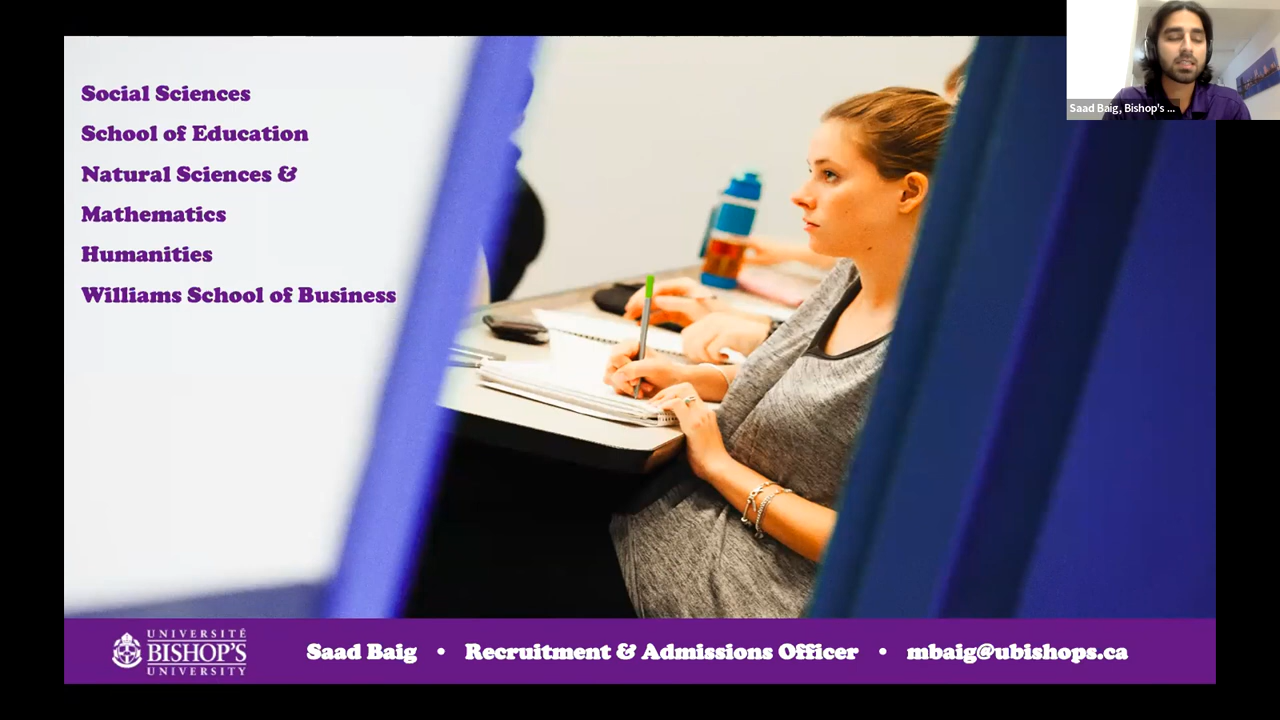 Social Sciences
School of Education
Natural Sciences &
Mathematics
Humanities
Williams School of Business
Saad Baig, Bishop's ...
UNIVERSITÉ
BISHOP'S
UNIVERSITY
Saad Baig • Recruitment & Admissions Officer • mbaig@ubishops.ca